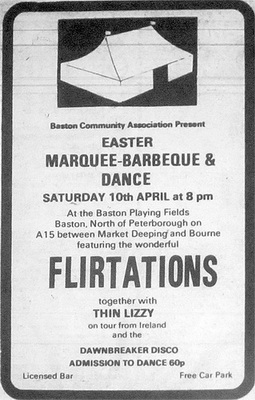 Baston Community Association Present
EASTER
MARQUEE-BARBEQUE &
DANCE
SATURDAY 10th APRIL at 8 pm
At the Baston Playing Fields
Baston, North of Peterborough on
A15 between Market Deeping and Bourne
featuring the wonderful
FLIRTATIONS
together with
THIN LIZZY
on tour from Ireland
and the
DAWNBREAKER DISCO
ADMISSION TO DANCE 60p
Licensed Bar Free Car Park